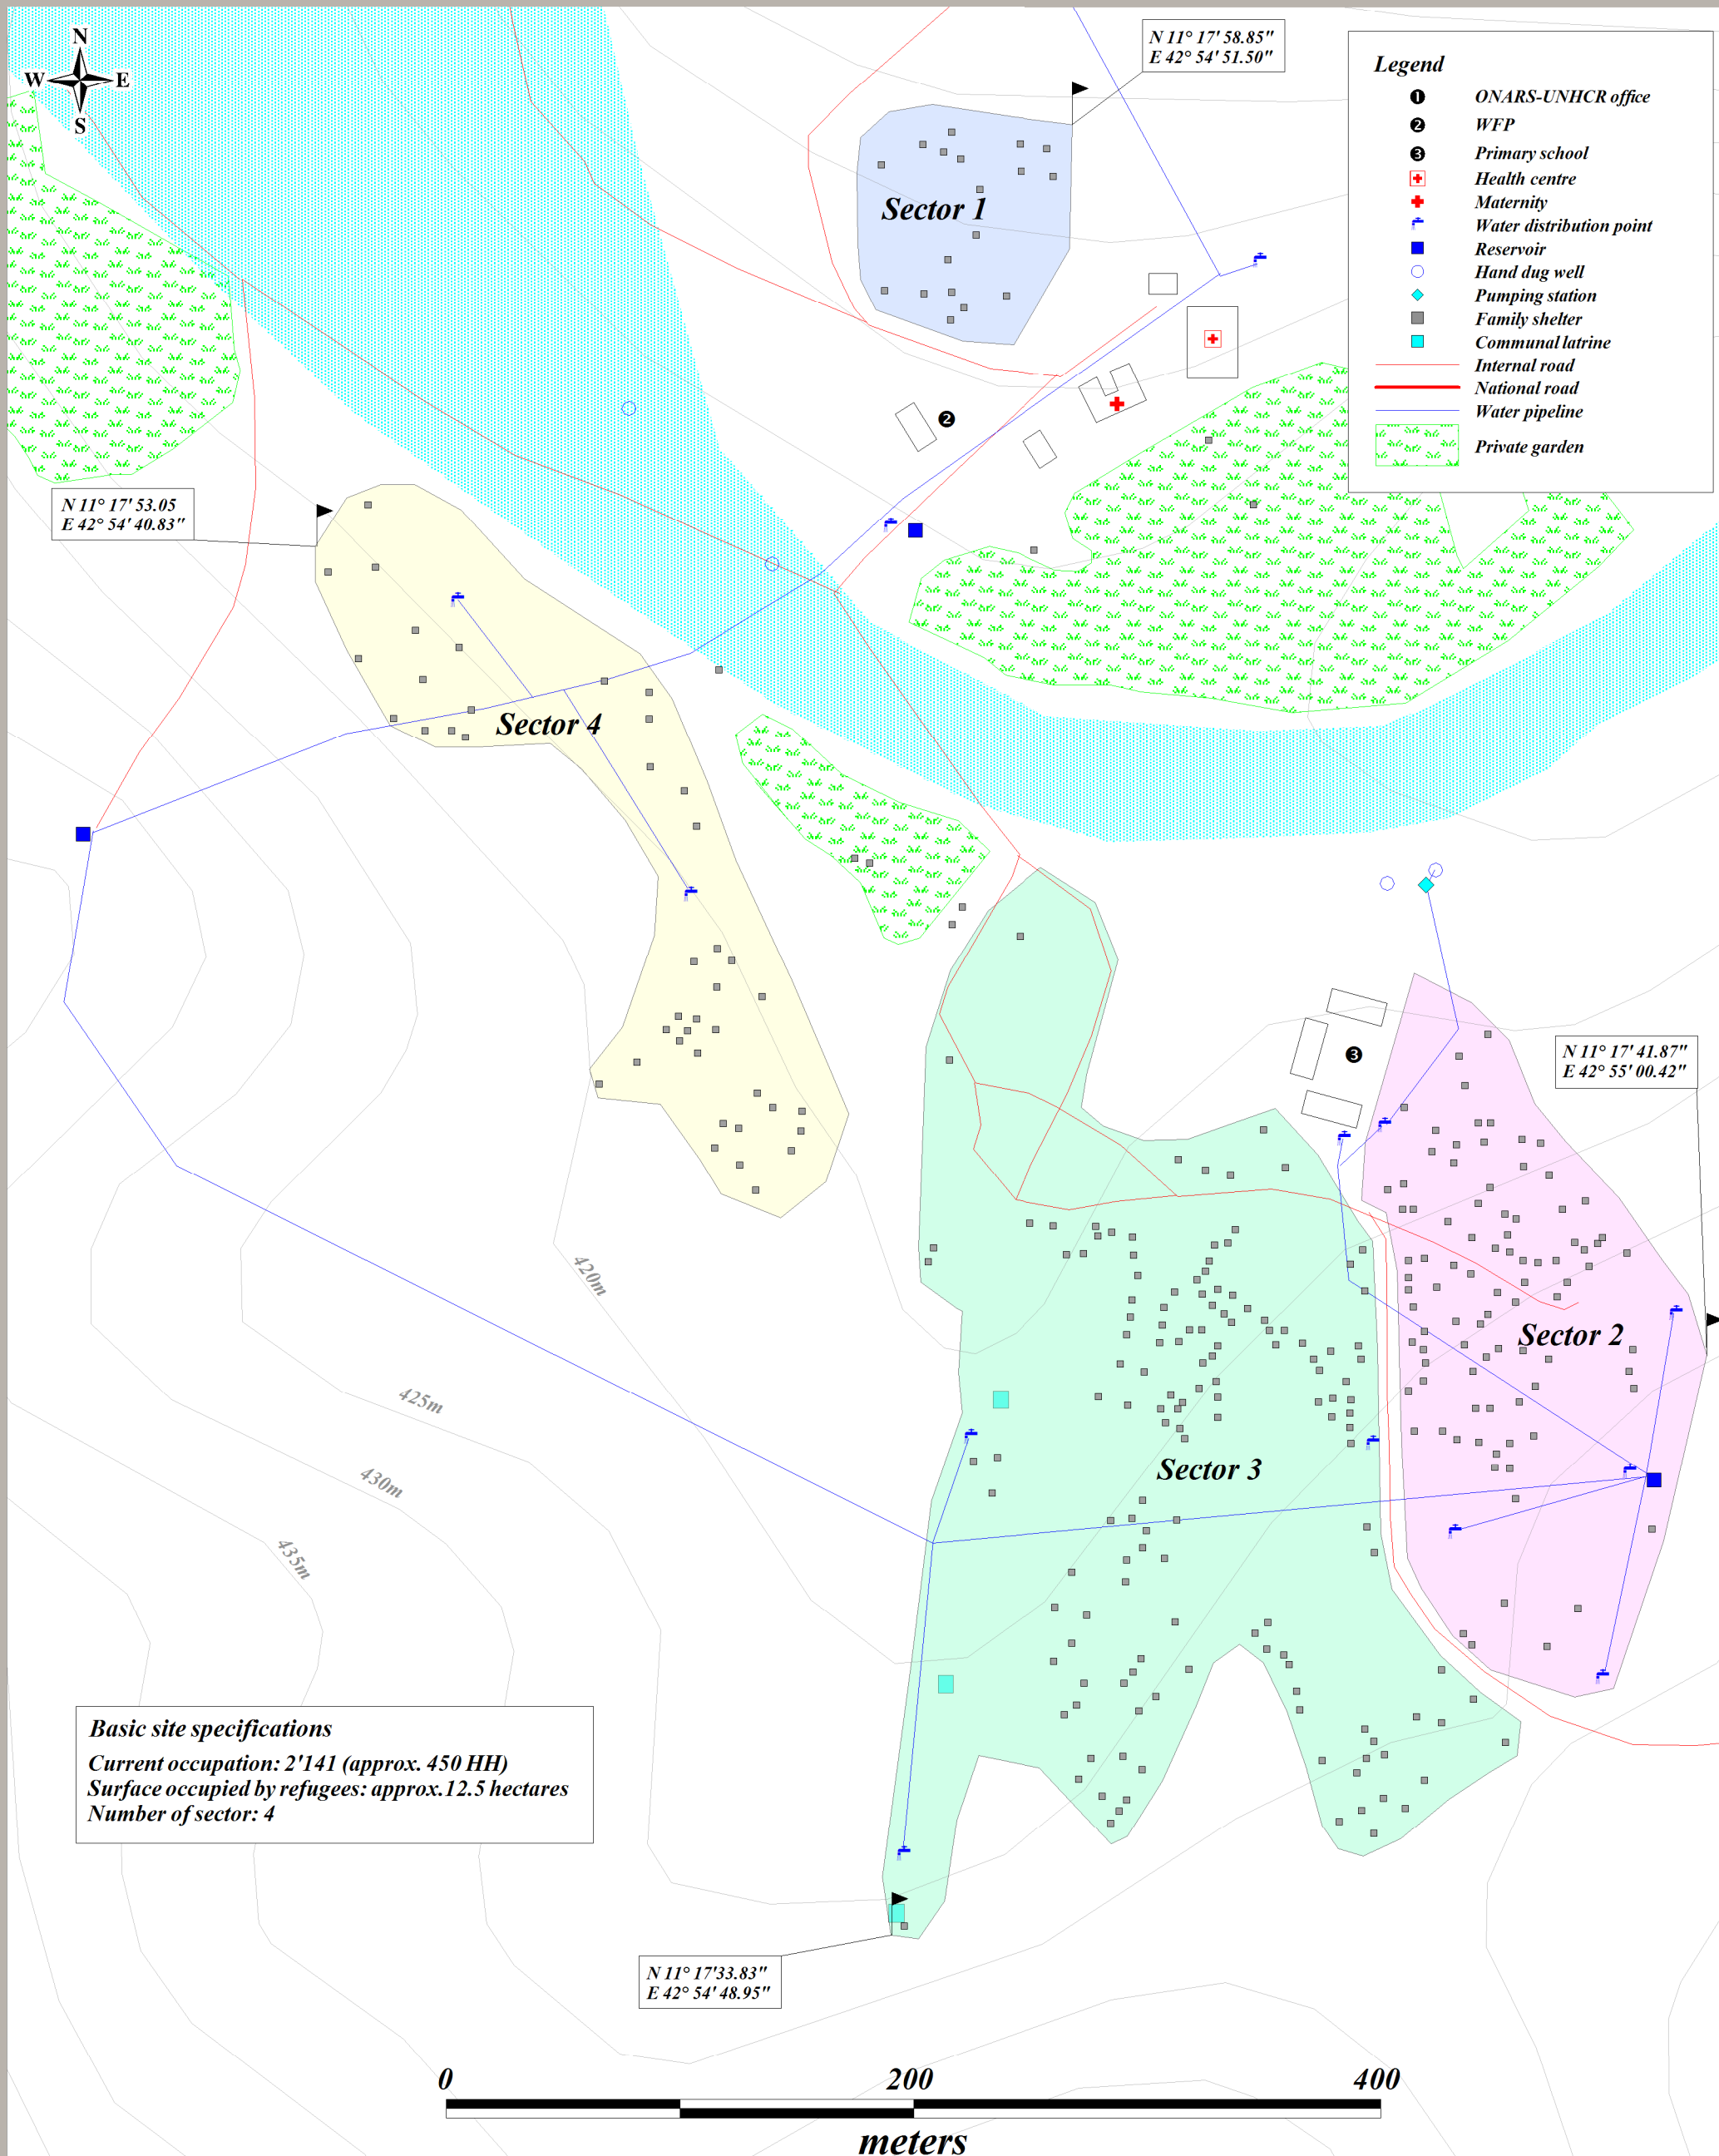 N
W E
S
N 11° 17' 58.85"
E 42° 54' 51.50"
Legend
❶ ONARS-UNHCR office
❷ WFP
❸ Primary school
Health centre
Maternity
Water distribution point
Reservoir
Hand dug well
Pumping station
Family shelter
Communal latrine
Internal road
National road
Water pipeline
Private garden
Sector 1
❷
N 11° 17' 53.05
E 42° 54' 40.83"
Sector 4
❸
N 11° 17' 41.87"
E 42° 55' 00.42"
420m
Sector 2
425m
Sector 3
430m
435m
Basic site specifications
Current occupation: 2'141 (approx. 450 HH)
Surface occupied by refugees: approx.12.5 hectares
Number of sector: 4
N 11° 17'33.83"
E 42° 54' 48.95"
0 200 400
meters